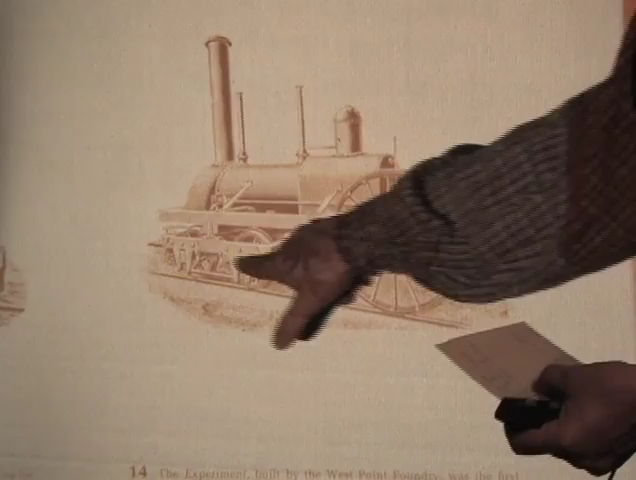 14 The Experiment, built by the West Point Foundry, was the first